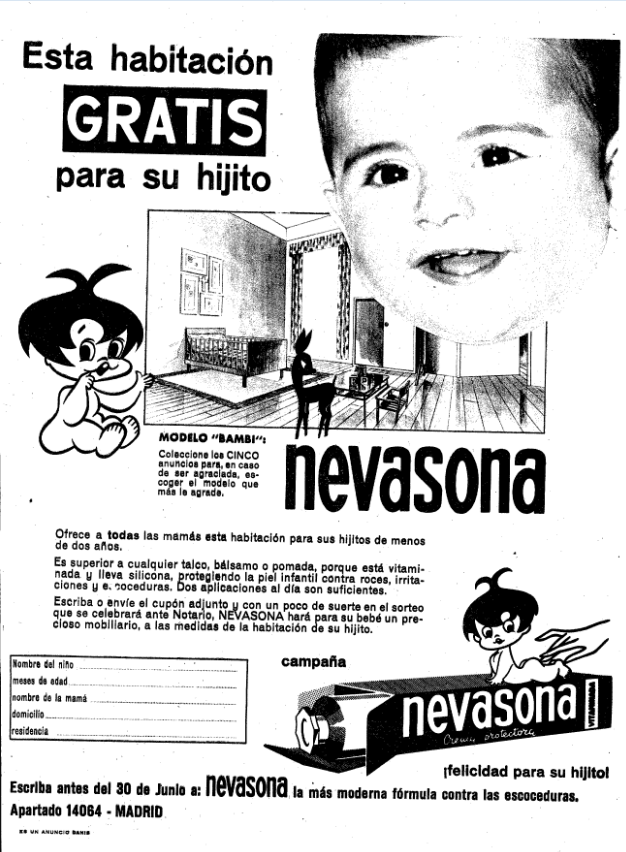 Esta habitación
GRATIS
para su hijito
MODELO "BAMBI":
Coleccione los CINCO
anuncios para, en caso
de ser agraciada, es-
coger el modelo que
más le agrade.
nevasona
Ofrece a todas las mamás esta habitación para sus hijitos de menos
de dos años.
Es superior a cualquier talco, bálsamo o pomada, porque está vitami-
nada y lleva silicona, protegiendo la piel infantil contra roces, irrita-
ciones y e coceduras. Dos aplicaciones al día son suficientes.
Escriba o envíe el cupón adjunto y con un poco de suerte en el sorteo
que se celebrará ante Notario, NEVASONA hará para su bebé un pre-
cioso mobiliario, a las medidas de la habitación de su hijito.
Nombre del niño
meses de edad
nombre de la mamá
domicilio
residencia
campaña
nevasona
VITAMINADA
Crema protectora
¡felicidad para su hijito!
Escriba antes del 30 de Junio a: nevasona la más moderna fórmula contra las escoceduras.
Apartado 14064 - MADRID
ES UN ANUNCIO DANIS